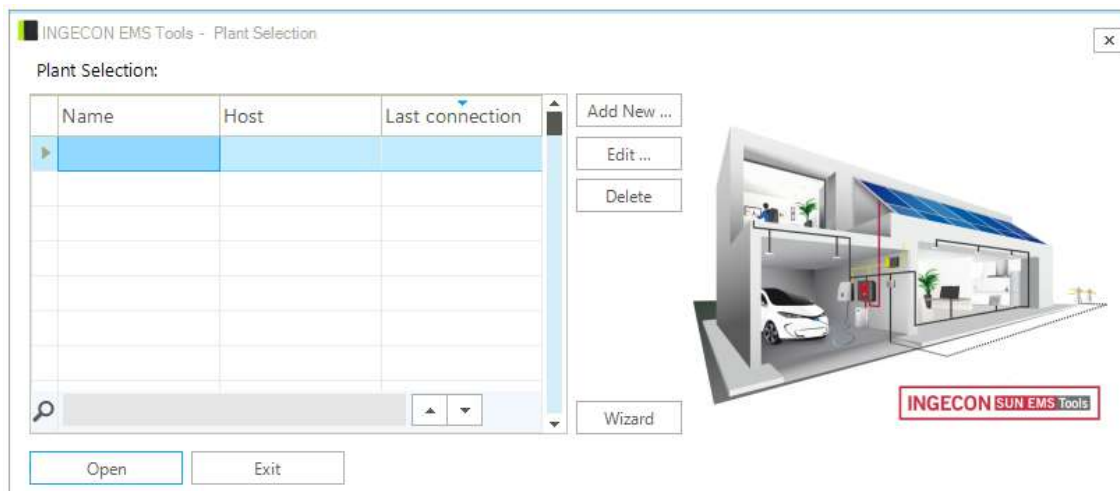 INGECON EMS Tools - Plant Selection
Plant Selection:
Name Host Last connection
Add New ...
Edit ...
Delete
Wizard
INGECON SUN EMS Tools
Open Exit